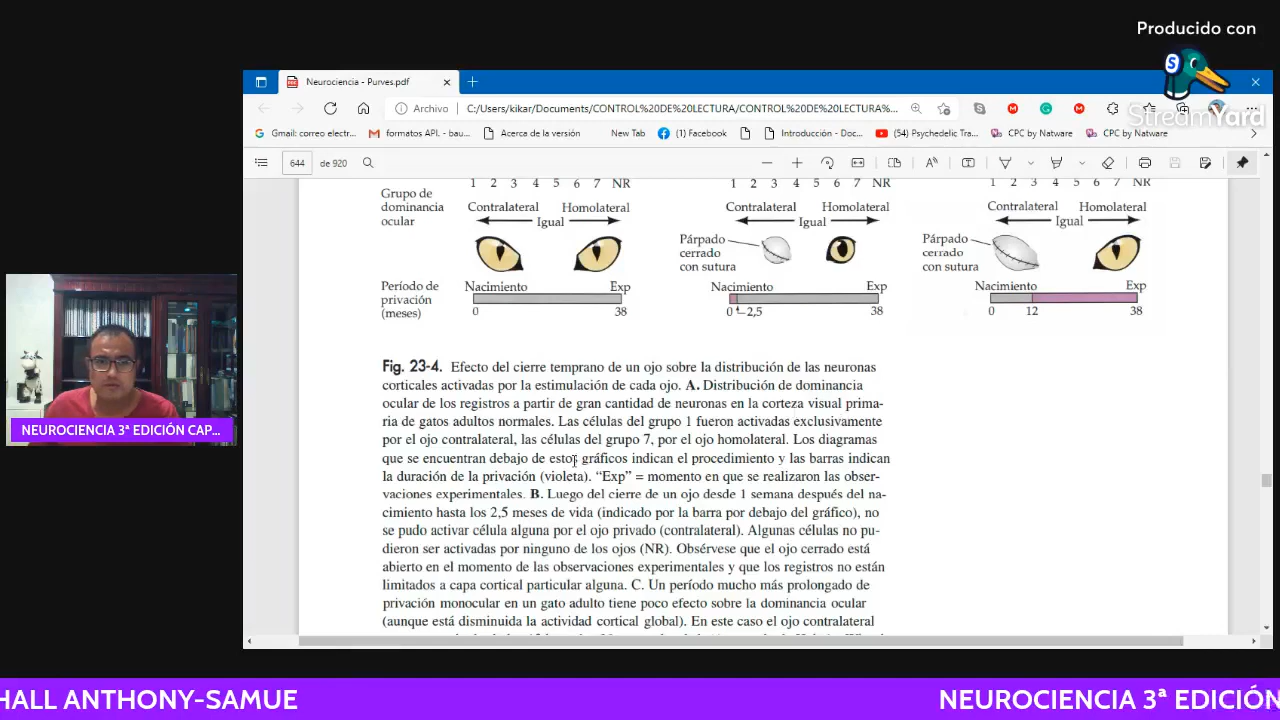 Producido con
StreamYard
Neurociencia - Purves.pdf
Archivo
C:/Users/kikar/Documents/CONTROL%20DE%20LECTURA/CONTROL%20DE%20LECTURA%...
Gmail: correo electr...
formatos APL - bau...
Acerca de la versión
New Tab
(1) Facebook
Introducción - Doc...
(54) Psychedelic Tra...
CPC by Natware
CPC by Natware
644
de 920
Grupo de
dominancia
ocular
1 2 3 4 5 6 7 NR
Contralateral Homolateral
Igual
1 2 3 4 5 6 7 NR
Contralateral Homolateral
Igual
1 2 3 4 5 6 7 NR
Contralateral Homolateral
Igual
Párpado
cerrado
con sutura
Párpado
cerrado
con sutura
Período de
privación
(meses)
Nacimiento Exp
0 38
Nacimiento Exp
0 2,5 38
Nacimiento Exp
0 12 38
Fig. 23-4. Efecto del cierre temprano de un ojo sobre la distribución de las neuronas
corticales activadas por la estimulación de cada ojo. A. Distribución de dominancia
ocular de los registros a partir de gran cantidad de neuronas en la corteza visual prima-
ria de gatos adultos normales. Las células del grupo 1 fueron activadas exclusivamente
por el ojo contralateral, las células del grupo 7, por el ojo homolateral. Los diagramas
que se encuentran debajo de estos gráficos indican el procedimiento y las barras indican
la duración de la privación (violeta). “Exp” = momento en que se realizaron las obser-
vaciones experimentales. B. Luego del cierre de un ojo desde 1 semana después del na-
cimiento hasta los 2,5 meses de vida (indicado por la barra por debajo del gráfico), no
se pudo activar célula alguna por el ojo privado (contralateral). Algunas células no pu-
dieron ser activadas por ninguno de los ojos (NR). Obsérvese que el ojo cerrado está
abierto en el momento de las observaciones experimentales y que los registros no están
limitados a capa cortical particular alguna. C. Un período mucho más prolongado de
privación monocular en un gato adulto tiene poco efecto sobre la dominancia ocular
(aunque está disminuida la actividad cortical global). En este caso el ojo contralateral
NEUROCIENCIA 3ª EDICIÓN CAP...
HALL ANTHONY-SAMUE
NEUROCIENCIA 3ª EDICIÓN